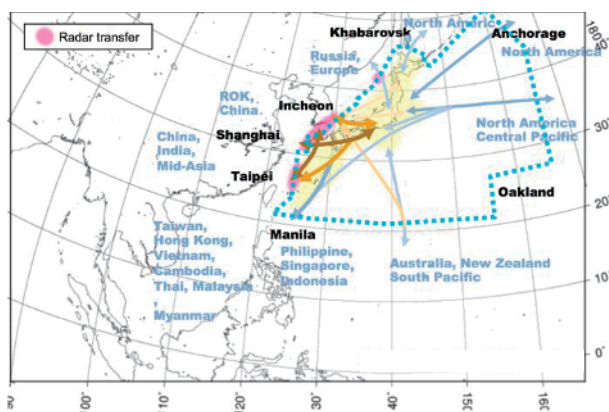 Radar transfer
North Americ
Anchorage
Khabarovsk
North America
Russia,
Europe
ROK,
China
Incheon
North America
Central Pacific
China,
India,
Mid-Asia
Shanghai
Taipei
Oakland
Manila
Taiwan,
Hong Kong,
Vietnam,
Cambodia,
Thai, Malaysia
,
Myanmar
Philippine,
Singapore,
Indonesia
Australia, New Zealand
South Pacific
40°
30°
20°
10°
0°
90°
100°
110°
120°
130°
140°
150°
160°